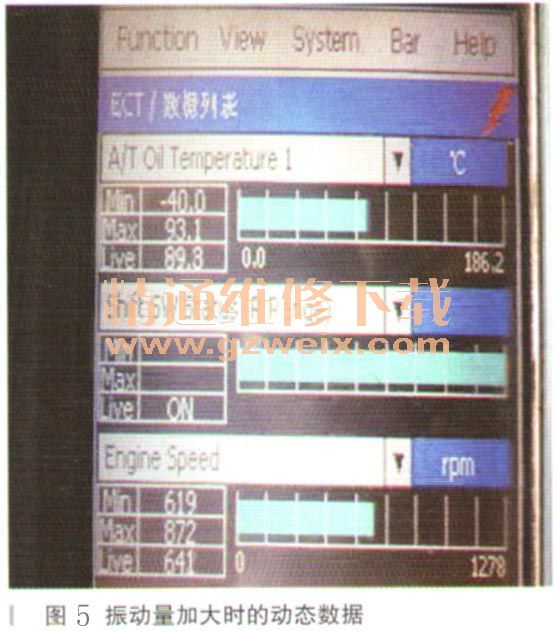 Function View System Bar Help
ECT / 数据列表
A/T Oil Temperature 1 ▼ ℃
Min -40.0
Max 93.1
Live 89.8
0.0 186.2
精通维修下载
www.gzweix.com
Max
Live ON
Engine Speed ▼ rpm
Min 619
Max 872
Live 641
0 1278
图 5 振动量加大时的动态数据